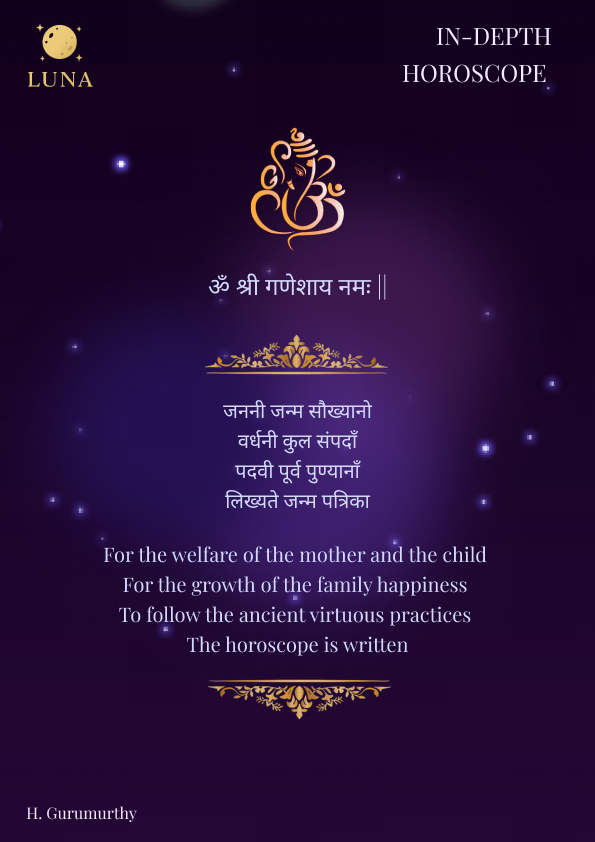 LUNA
IN-DEPTH
HOROSCOPE
ॐ श्री गणेशाय नमः ||
जननी जन्म सौख्यानो
वर्धनी कुल संपदाँ
पदवी पूर्व पुण्यानाँ
लिख्यते जन्म पत्रिका
For the welfare of the mother and the child
For the growth of the family happiness
To follow the ancient virtuous practices
The horoscope is written
H. Gurumurthy